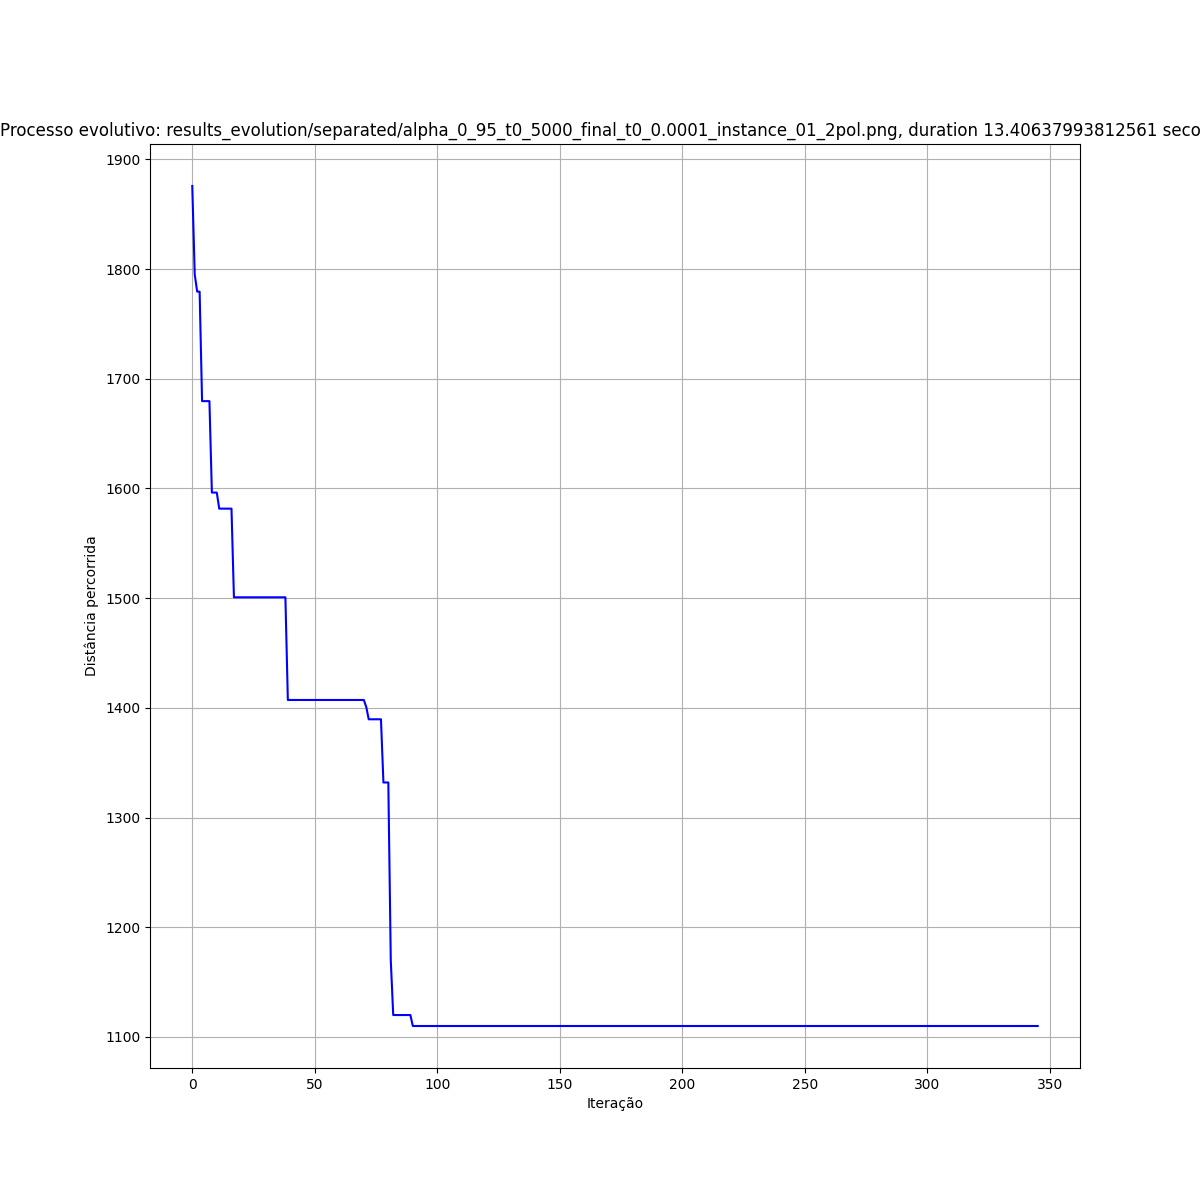 Processo evolutivo: results_evolution/separated/alpha_0_95_t0_5000_final_t0_0.0001_instance_01_2pol.png, duration 13.40637993812561 seco
1900
1800
1700
1600
1500
1400
1300
1200
1100
Distância percorrida
0 50 100 150 200 250 300 350
Iteração